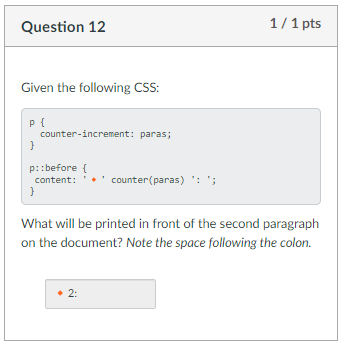 Question 12
1 / 1 pts
Given the following CSS:
p {
  counter-increment: paras;
}
p::before {
 content: '🔸' counter(paras) ': ';
}
What will be printed in front of the second paragraph
on the document? Note the space following the colon.
🔸 2: